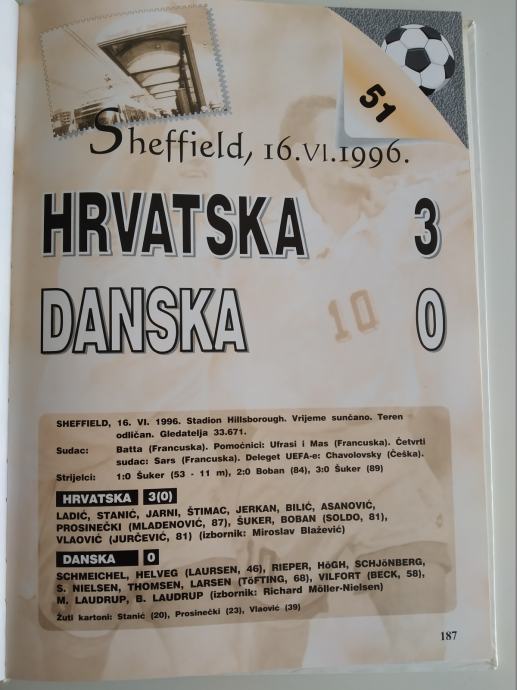 51
Sheffield, 16.VI.1996.
HRVATSKA 3
DANSKA 0
SHEFFIELD, 16. VI. 1996. Stadion Hillsborough. Vrijeme sunčano. Teren
odličan. Gledatelja 33.671.
Sudac: Batta (Francuska). Pomoćnici: Ufrasi i Mas (Francuska). Četvrti
sudac: Sars (Francuska). Deleget UEFA-e: Chavolovsky (Češka).
Strijelci: 1:0 Šuker (53 - 11 m), 2:0 Boban (84), 3:0 Šuker (89)
HRVATSKA 3(0)
LADIĆ, STANIĆ, JARNI, ŠTIMAC, JERKAN, BILIĆ, ASANOVIĆ,
PROSINEČKI (MLADENOVIĆ, 87), ŠUKER, BOBAN (SOLDO, 81),
VLAOVIĆ (JURČEVIĆ, 81) (izbornik: Miroslav Blažević)
DANSKA 0
SCHMEICHEL, HELVEG (LAURSEN, 46), RIEPER, HöGH, SCHJöNBERG,
S. NIELSEN, THOMSEN, LARSEN (TöFTING, 68), VILFORT (BECK, 58),
M. LAUDRUP, B. LAUDRUP (izbornik: Richard Möller-Nielsen)
Žuti kartoni: Stanić (20), Prosinečki (23), Vlaović (39)
187
10